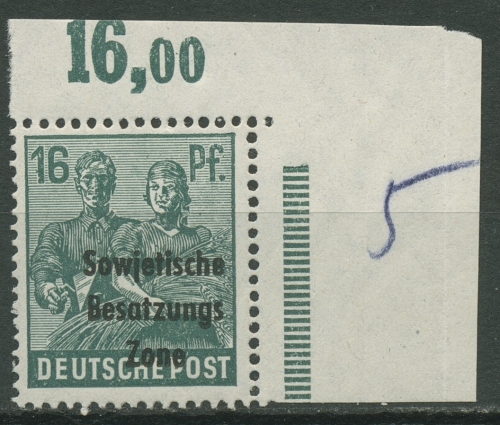 16,00
16 Pf.
5
Sowjetische
Besatzungs
Zone
DEUTSCHE POST